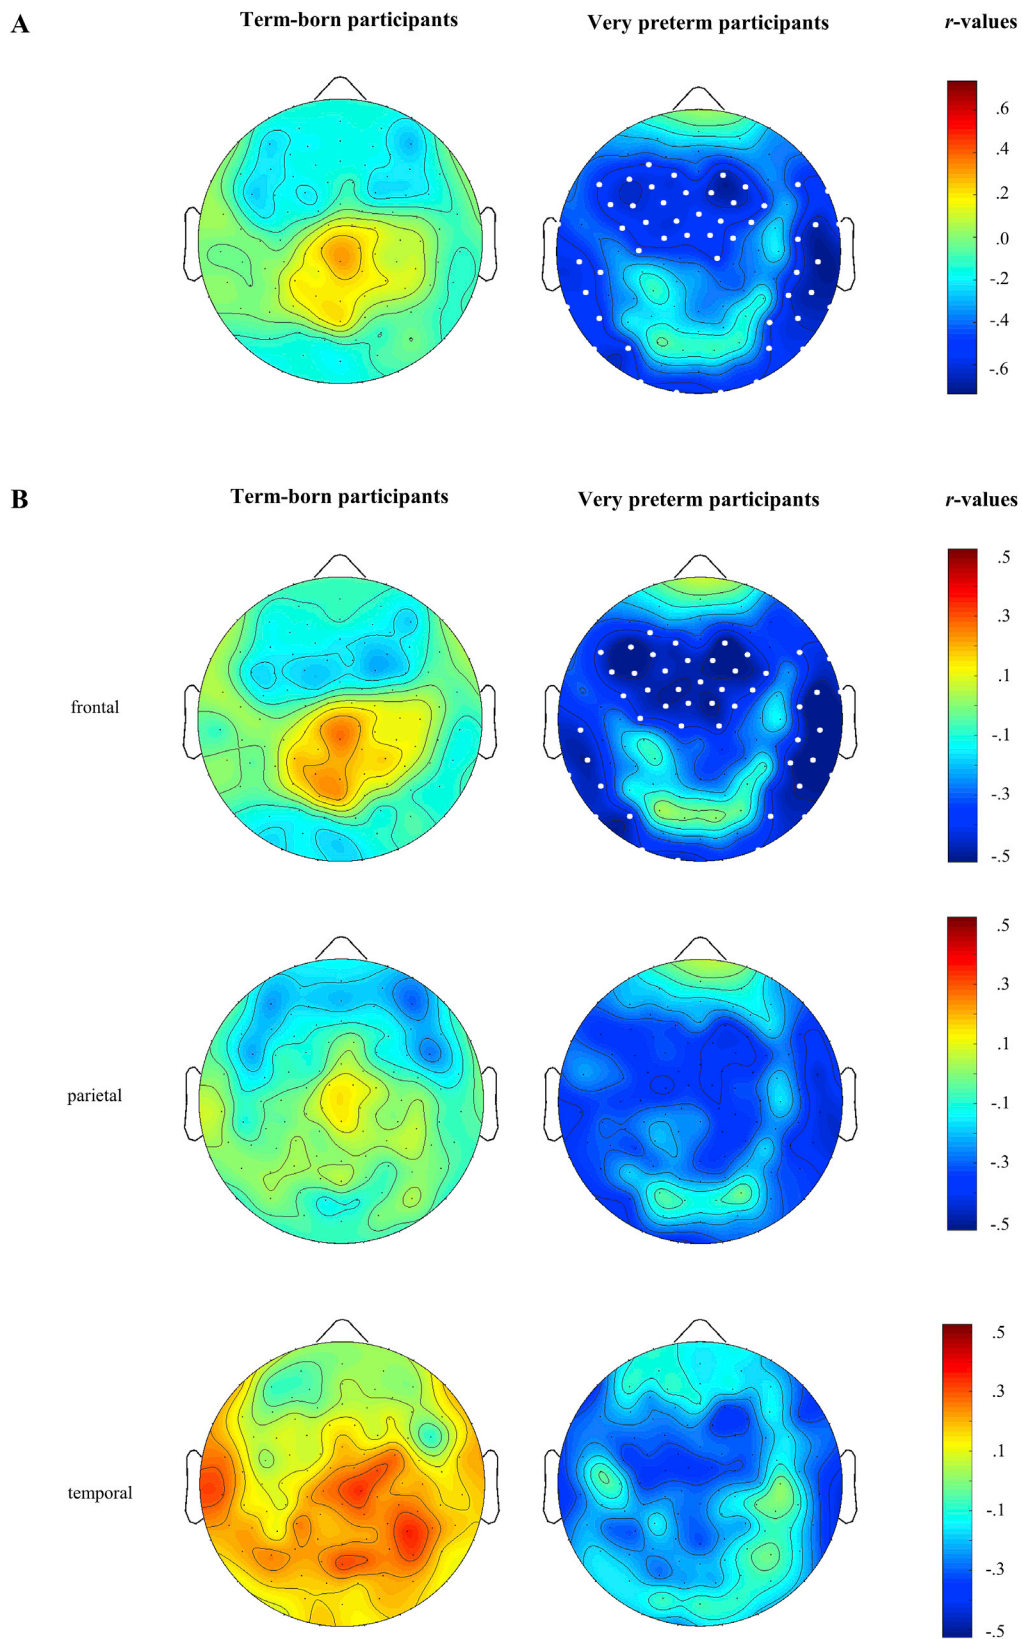 A
Term-born participants
Very preterm participants
r-values
.6
.4
.2
.0
-.2
-.4
-.6
B
Term-born participants
Very preterm participants
r-values
frontal
.5
.3
.1
-.1
-.3
-.5
parietal
.5
.3
.1
-.1
-.3
-.5
temporal
.5
.3
.1
-.1
-.3
-.5